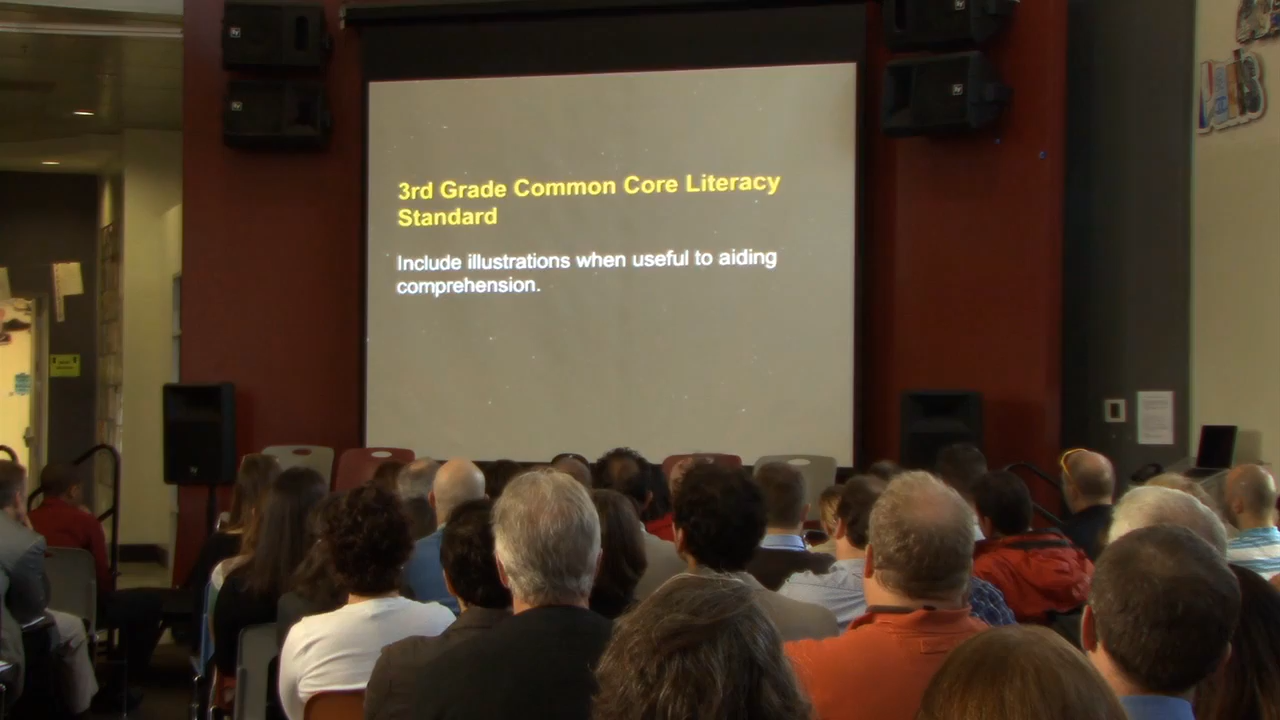 3rd Grade Common Core Literacy
Standard
Include illustrations when useful to aiding
comprehension.